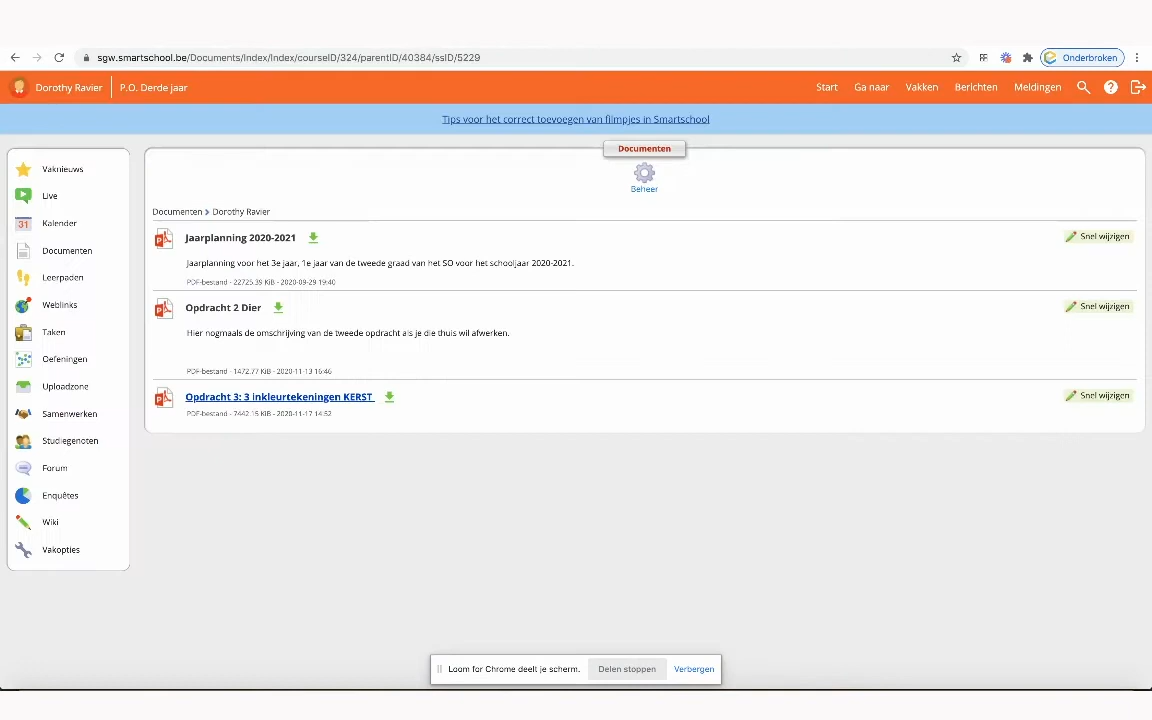 sgw.smartschool.be/Documents/Index/Index/courseID/324/parentID/40384/ssID/5229
Onderbroken
Dorothy Ravier
P.O. Derde jaar
Start
Ga naar
Vakken
Berichten
Meldingen
Tips voor het correct toevoegen van filmpjes in Smartschool
Vaknieuws
Live
31
Kalender
Documenten
Leerpaden
Weblinks
Taken
Oefeningen
Uploadzone
Samenwerken
Studiegenoten
Forum
Enquêtes
Wiki
Vakopties
Documenten
Beheer
Documenten > Dorothy Ravier
Jaarplanning 2020-2021
Snel wijzigen
Jaarplanning voor het 3e jaar, 1e jaar van de tweede graad van het SO voor het schooljaar 2020-2021.
PDF-bestand - 22725.39 KiB - 2020-09-29 19:40
Opdracht 2 Dier
Snel wijzigen
Hier nogmaals de omschrijving van de tweede opdracht als je die thuis wil afwerken.
PDF-bestand - 1472.77 KiB - 2020-11-13 16:46
Opdracht 3: 3 inkleurtekeningen KERST
Snel wijzigen
PDF-bestand - 7442.15 KiB - 2020-11-17 14:52
Loom for Chrome deelt je scherm.
Delen stoppen
Verbergen